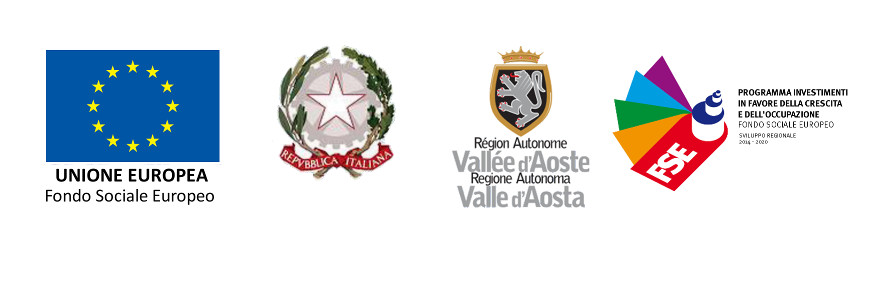 UNIONE EUROPEA
Fondo Sociale Europeo
REPVBBLICA ITALIANA
Région Autonome
Vallée d'Aoste
Regione Autonoma
Valle d'Aosta
FSE
PROGRAMMA INVESTIMENTI
IN FAVORE DELLA CRESCITA
E DELL'OCCUPAZIONE
FONDO SOCIALE EUROPEO
SVILUPPO REGIONALE
2014 - 2020